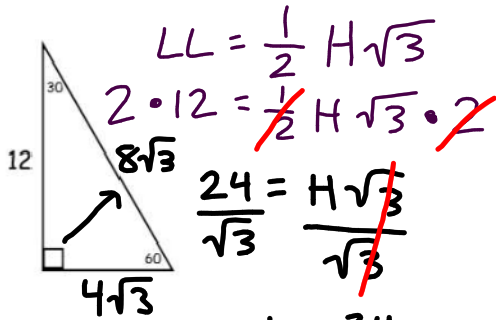 LL = 1/2 H√3
30
2 • 12 = 1/2 H√3 • 2
12
8√3
24/√3 = H√3/√3
60
4√3